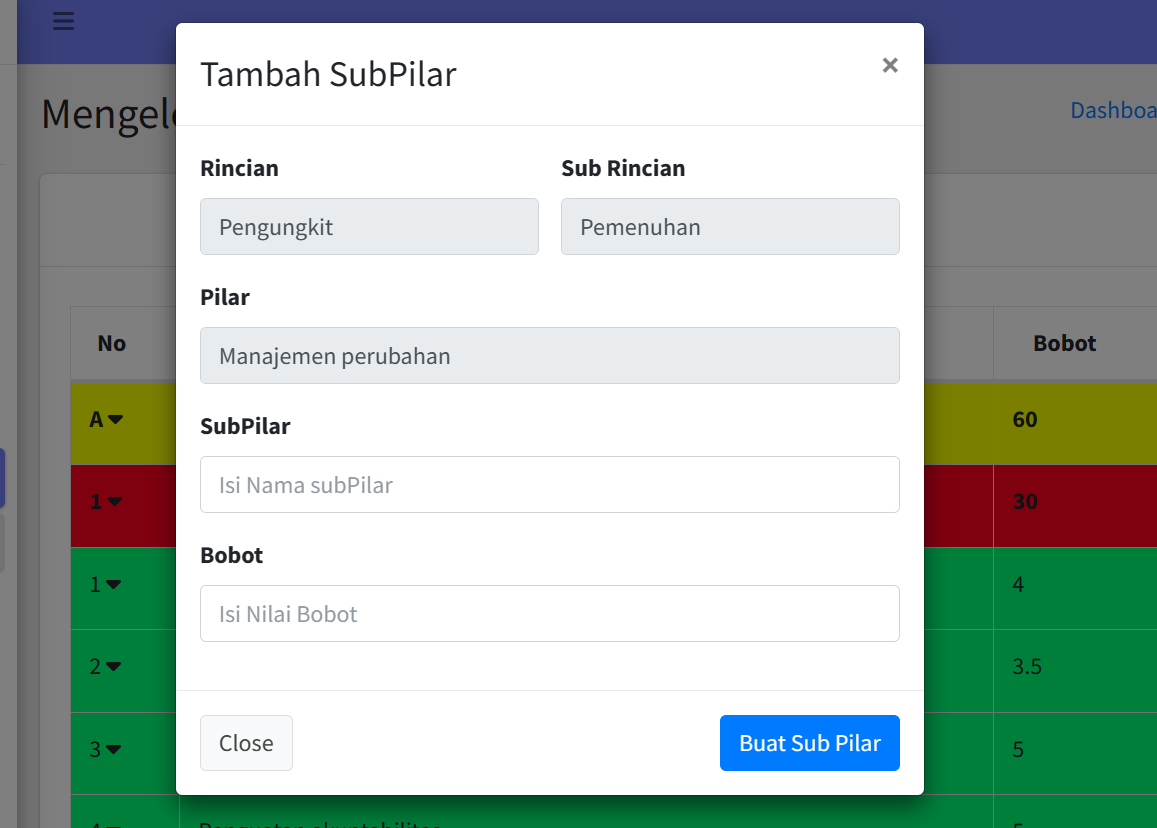 Tambah SubPilar
×
Dashboa
Rincian
Sub Rincian
Pengungkit
Pemenuhan
Pilar
Manajemen perubahan
SubPilar
Isi Nama subPilar
Bobot
Isi Nilai Bobot
Close
Buat Sub Pilar
No
Bobot
A
60
1
30
1
4
2
3.5
3
5